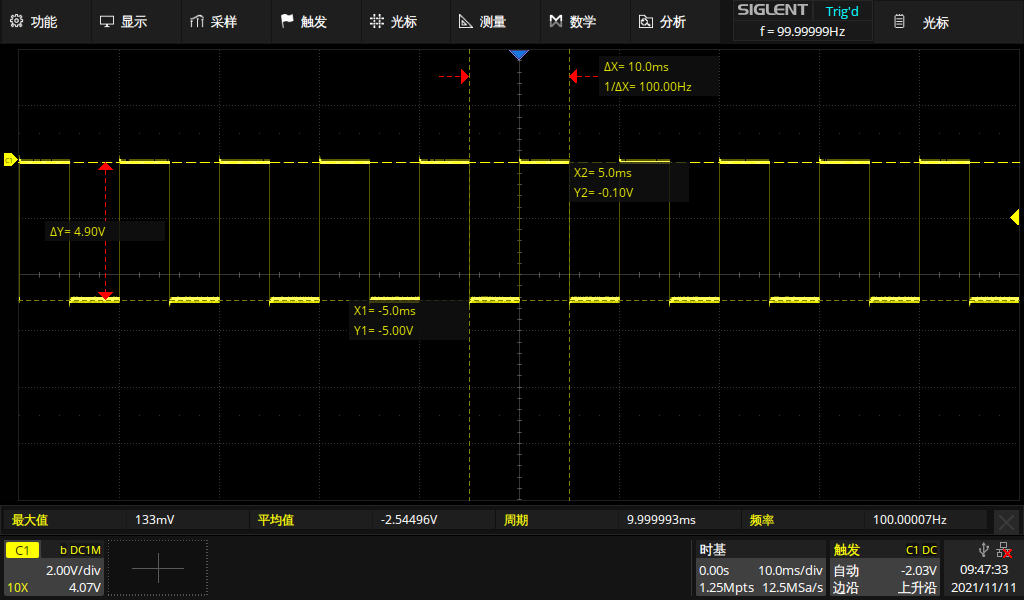 功能 显示 采样 触发 光标 测量 数学 分析 SIGLENT Trig'd 光标
f = 99.99999Hz
ΔX= 10.0ms
1/ΔX= 100.00Hz
C1
X2= 5.0ms
Y2= -0.10V
ΔY= 4.90V
X1= -5.0ms
Y1= -5.00V
最大值 133mV 平均值 -2.54496V 周期 9.999993ms 频率 100.00007Hz
C1 b DC1M
2.00V/div
10X 4.07V
时基
0.00s 10.0ms/div
1.25Mpts 12.5MSa/s
触发 C1 DC
自动 -2.03V
边沿 上升沿
09:47:33
2021/11/11